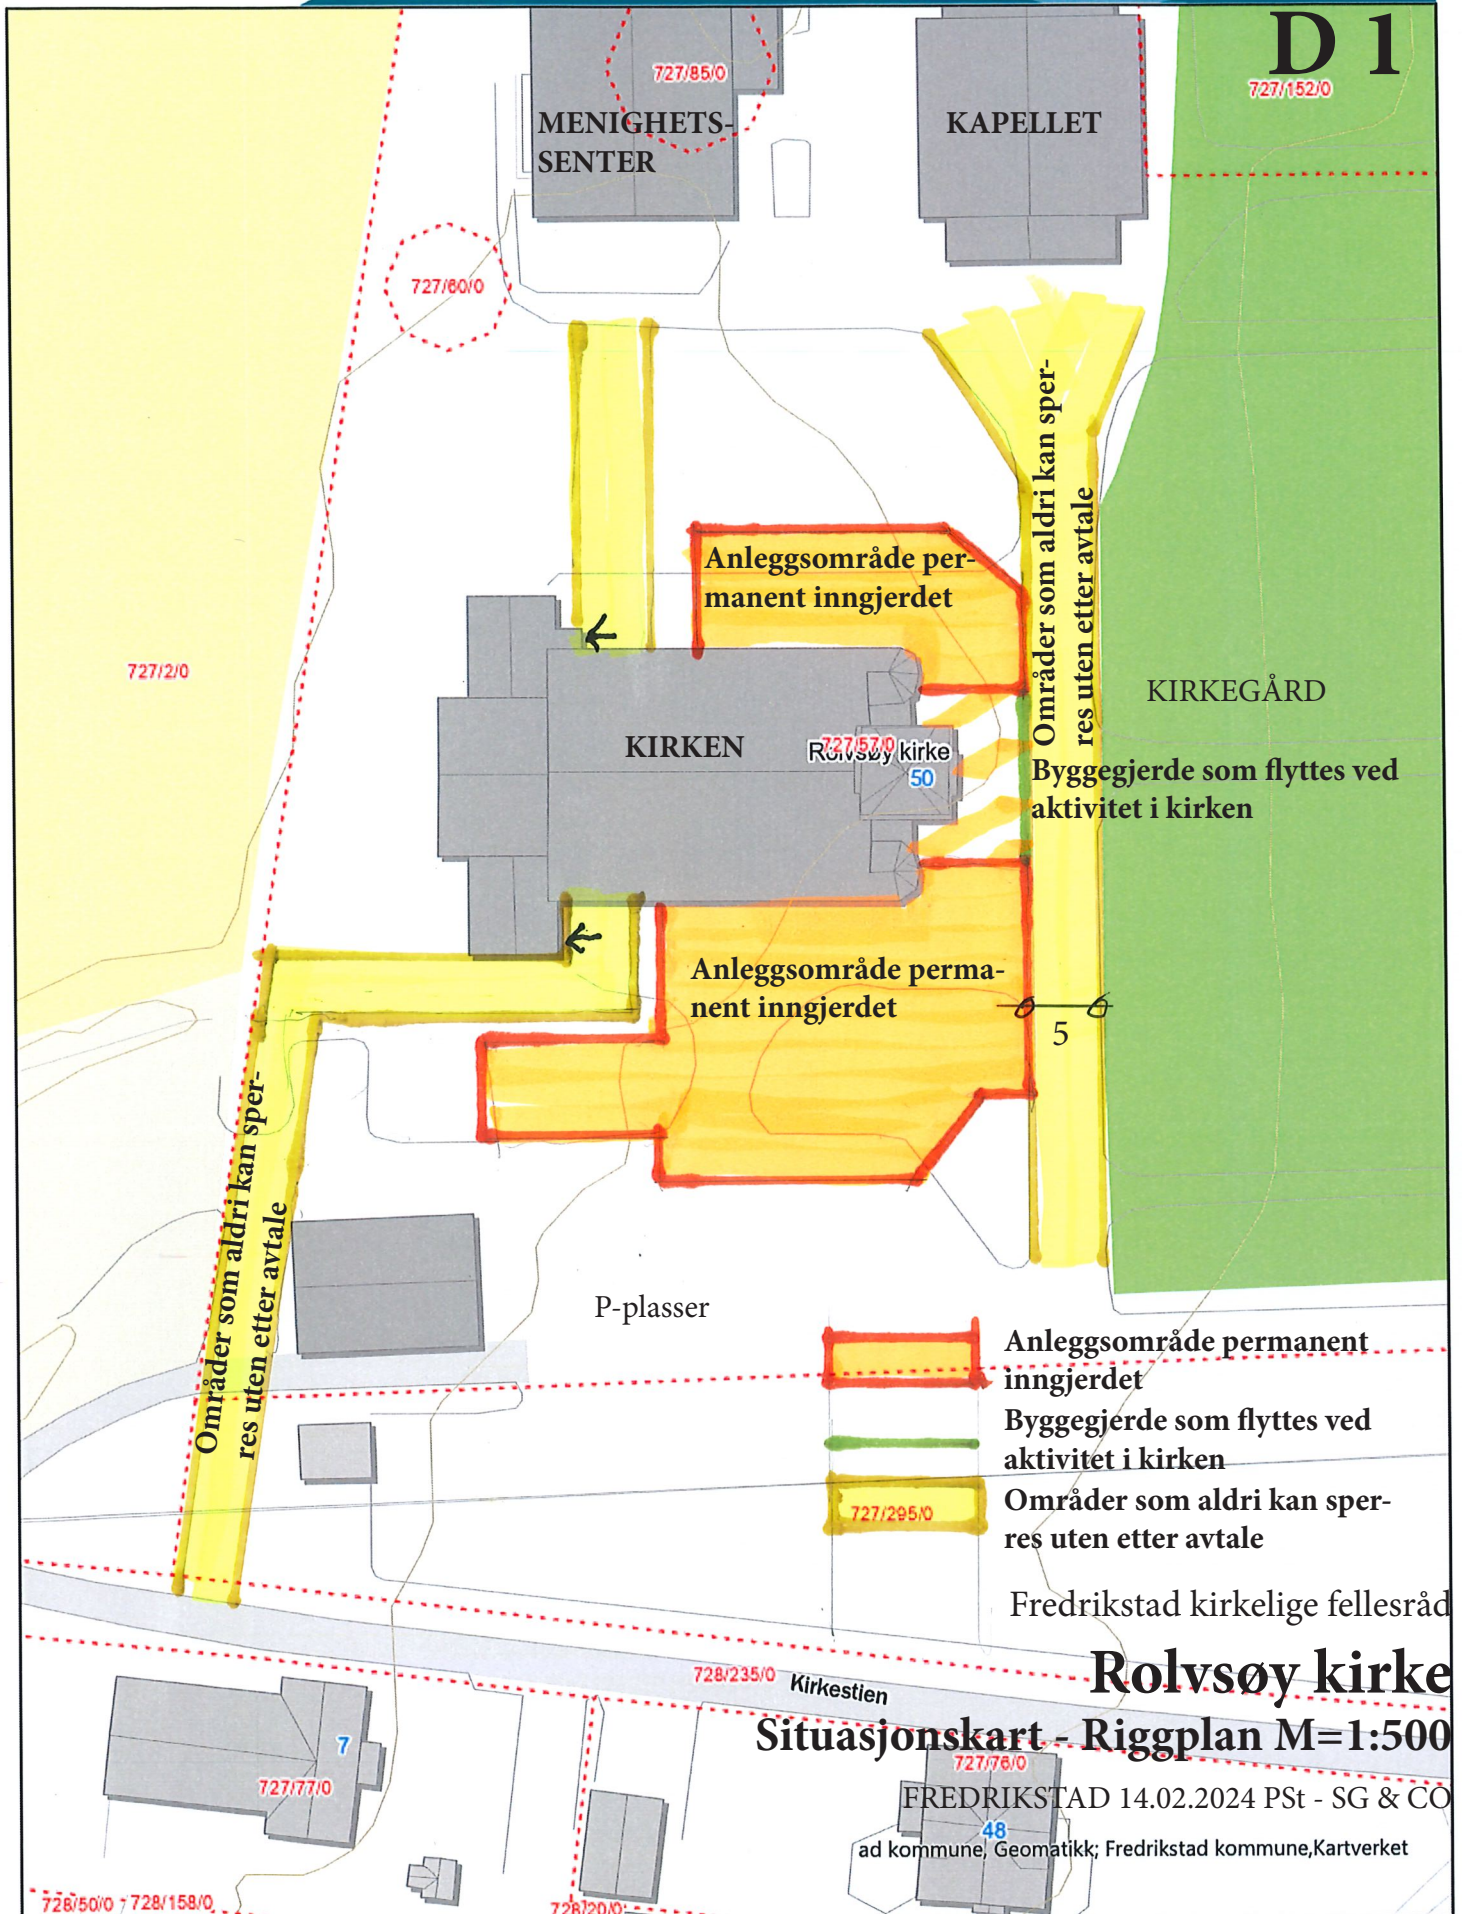 D 1
727/85/0
727/152/0
MENIGHETS-
SENTER
KAPELLET
727/60/0
Områder som aldri kan sper-
res uten etter avtale
Anleggsområde per-
manent inngjerdet
727/2/0
KIRKEGÅRD
KIRKEN
727/57/0
Rolvsøy kirke
50
Byggegjerde som flyttes ved
aktivitet i kirken
Anleggsområde perma-
nent inngjerdet
5
Områder som aldri kan sper-
res uten etter avtale
P-plasser
Anleggsområde permanent
inngjerdet
Byggegjerde som flyttes ved
aktivitet i kirken
Områder som aldri kan sper-
res uten etter avtale
727/295/0
Fredrikstad kirkelige fellesråd
Rolvsøy kirke
728/235/0
Kirkestien
Situasjonskart - Riggplan M=1:500
7
727/77/0
727/76/0
FREDRIKSTAD 14.02.2024 PSt - SG & CO
48
ad kommune, Geomatikk; Fredrikstad kommune,Kartverket
728/50/0
728/158/0
728/20/0